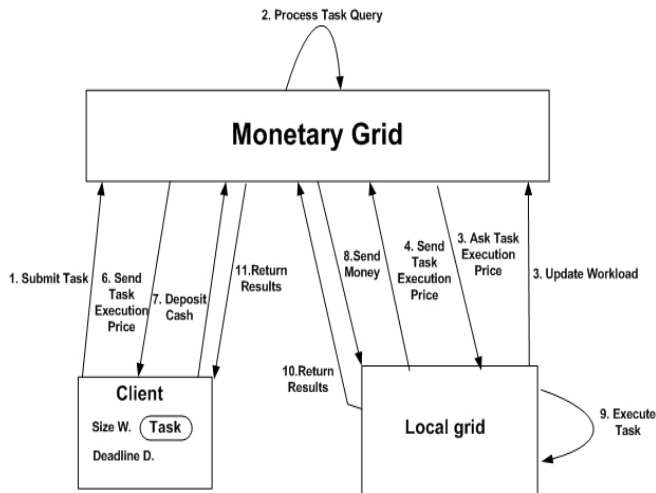 2. Process Task Query
Monetary Grid
1. Submit Task
6. Send
Task
Execution
Price
7. Deposit
Cash
11.Return
Results
8.Send
Money
4. Send
Task
Execution
Price
3. Ask Task
Execution
Price
3. Update Workload
10.Return
Results
Client
Size W. Task
Deadline D.
Local grid
9. Execute
Task